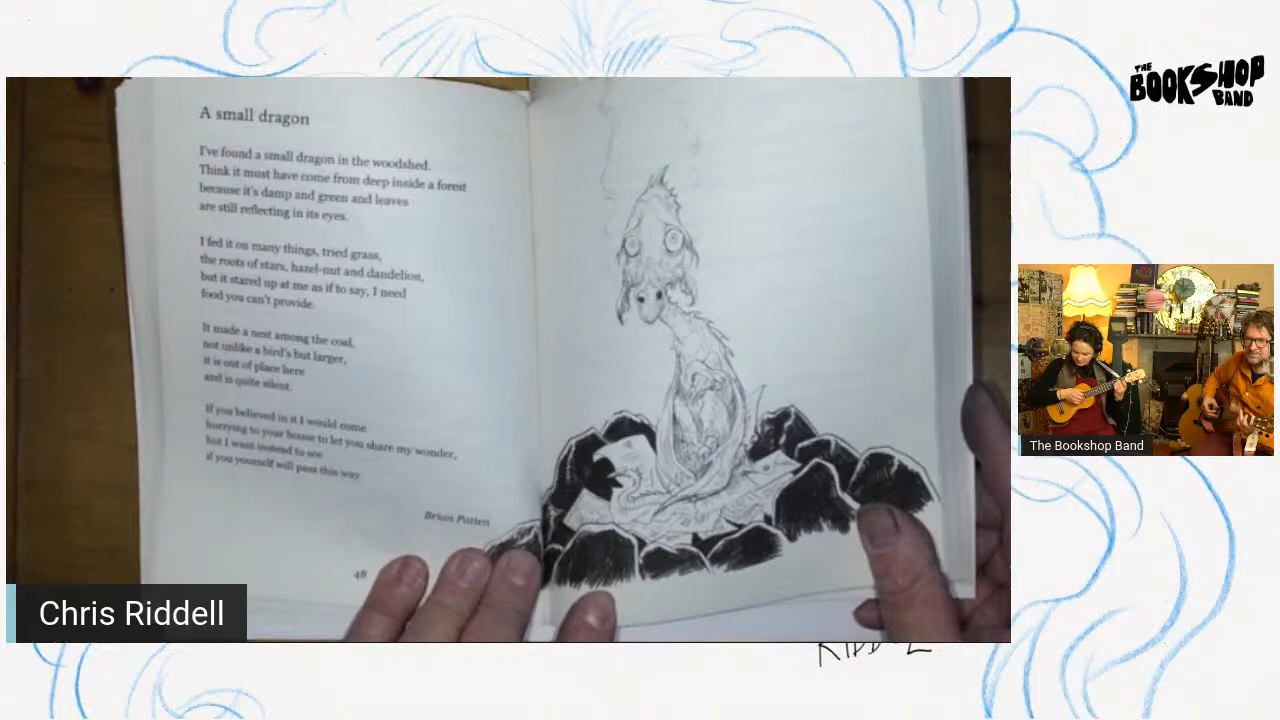 A small dragon
I've found a small dragon in the woodshed.
Think it must have come from deep inside a forest
because it's damp and green and leaves
are still reflecting in its eyes.
I fed it on many things, tried grass,
the roots of stars, hazel-nut and dandelion,
but it stared up at me as if to say, I need
food you can't provide.
It made a nest among the coal,
not unlike a bird's but larger,
it is out of place here
and is quite silent.
If you believed in it I would come
hurrying to your house to let you share my wonder,
but I want instead to see
if you yourself will pass this way.
Brian Patten
48
Chris Riddell
THE
BOOKSHOP
BAND
The Bookshop Band